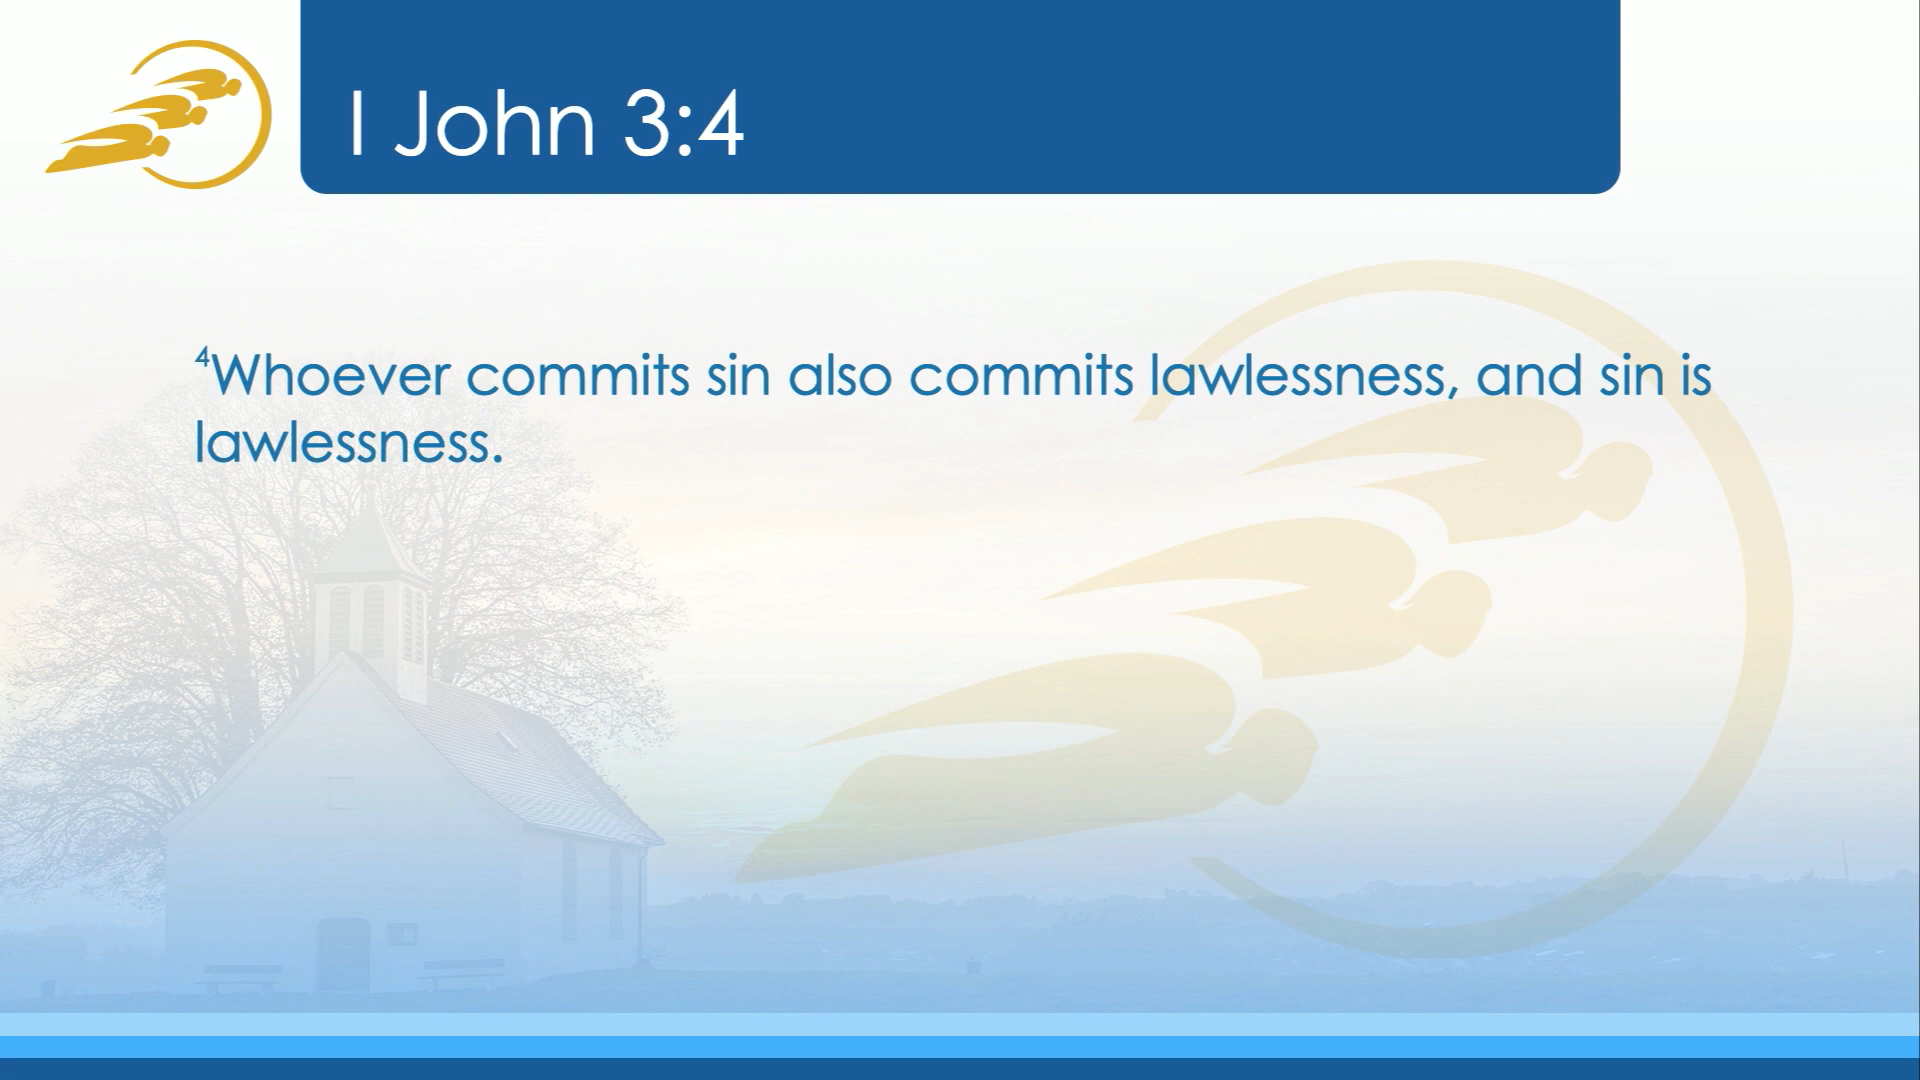 I John 3:4
⁴Whoever commits sin also commits lawlessness, and sin is
lawlessness.